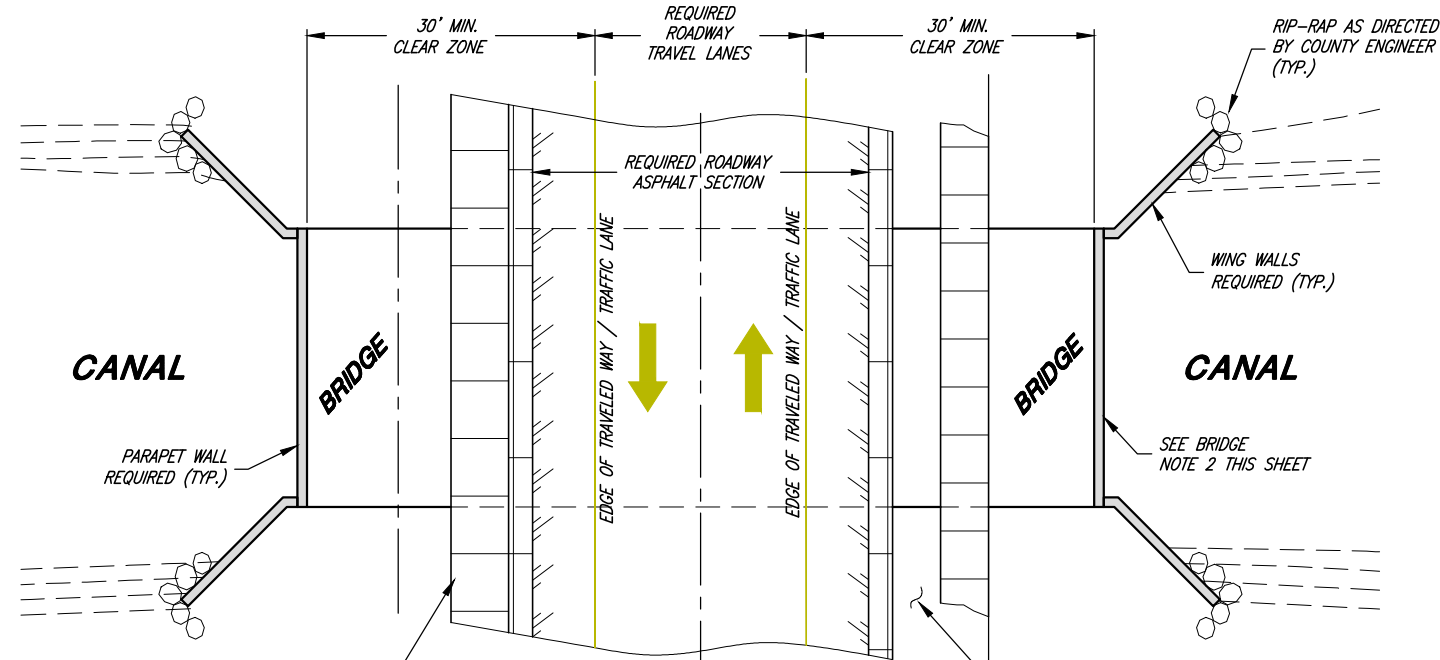 30' MIN.
CLEAR ZONE
REQUIRED
ROADWAY
TRAVEL LANES
30' MIN.
CLEAR ZONE
RIP-RAP AS DIRECTED
BY COUNTY ENGINEER
(TYP.)
REQUIRED ROADWAY
ASPHALT SECTION
EDGE OF TRAVELED WAY / TRAFFIC LANE
EDGE OF TRAVELED WAY / TRAFFIC LANE
WING WALLS
REQUIRED (TYP.)
CANAL
BRIDGE
BRIDGE
CANAL
PARAPET WALL
REQUIRED (TYP.)
SEE BRIDGE
NOTE 2 THIS SHEET